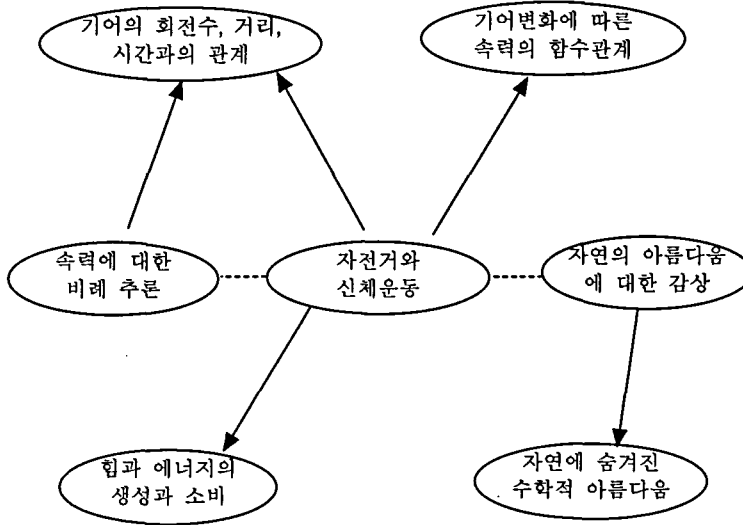 기어의 회전수, 거리,
시간과의 관계
기어변화에 따른
속력의 함수관계
속력에 대한
비례 추론
자전거와
신체운동
자연의 아름다움
에 대한 감상
힘과 에너지의
생성과 소비
자연에 숨겨진
수학적 아름다움